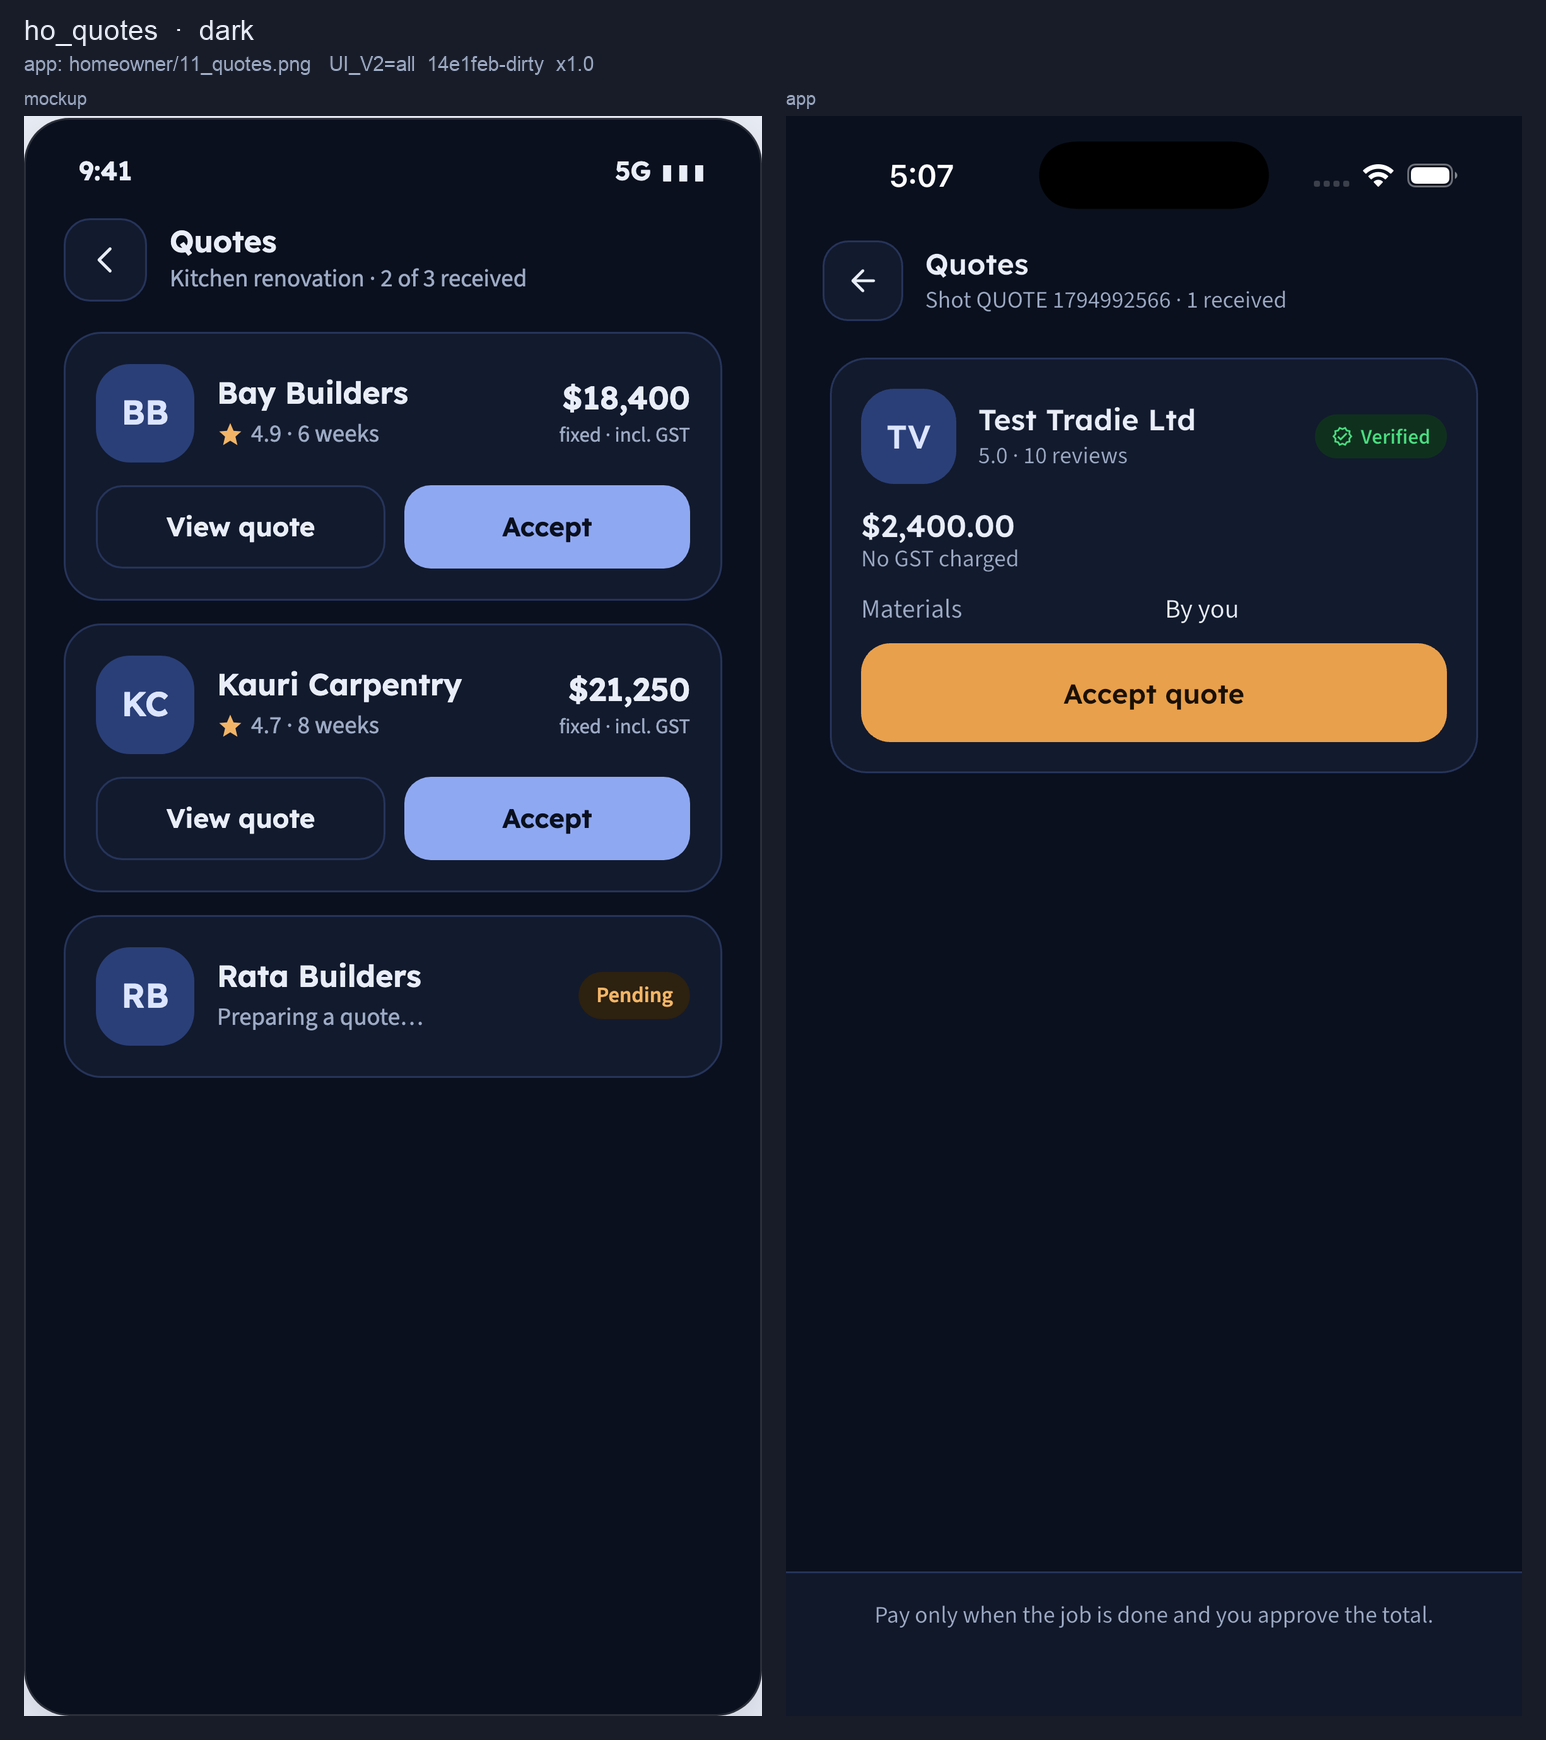 ho_quotes · dark
app: homeowner/11_quotes.png UI_V2=all 14e1feb-dirty x1.0
mockup
9:41
5G
Quotes
Kitchen renovation · 2 of 3 received
BB
Bay Builders
4.9 · 6 weeks
$18,400
fixed · incl. GST
View quote
Accept
KC
Kauri Carpentry
4.7 · 8 weeks
$21,250
fixed · incl. GST
View quote
Accept
RB
Rata Builders
Preparing a quote…
Pending
app
5:07
Quotes
Shot QUOTE 1794992566 · 1 received
TV
Test Tradie Ltd
5.0 · 10 reviews
Verified
$2,400.00
No GST charged
Materials By you
Accept quote
Pay only when the job is done and you approve the total.